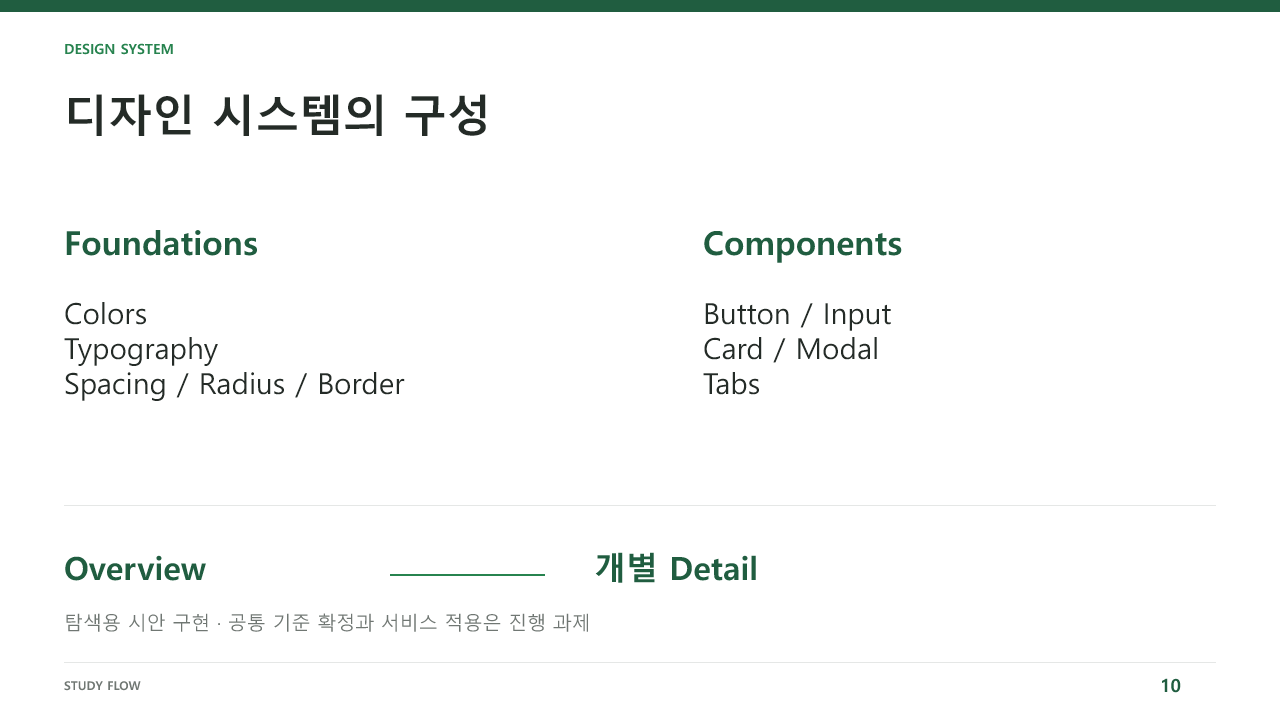 DESIGN SYSTEM
디자인 시스템의 구성
Foundations
Colors
Typography
Spacing / Radius / Border
Components
Button / Input
Card / Modal
Tabs
Overview
개별 Detail
탐색용 시안 구현 · 공통 기준 확정과 서비스 적용은 진행 과제
STUDY FLOW
10